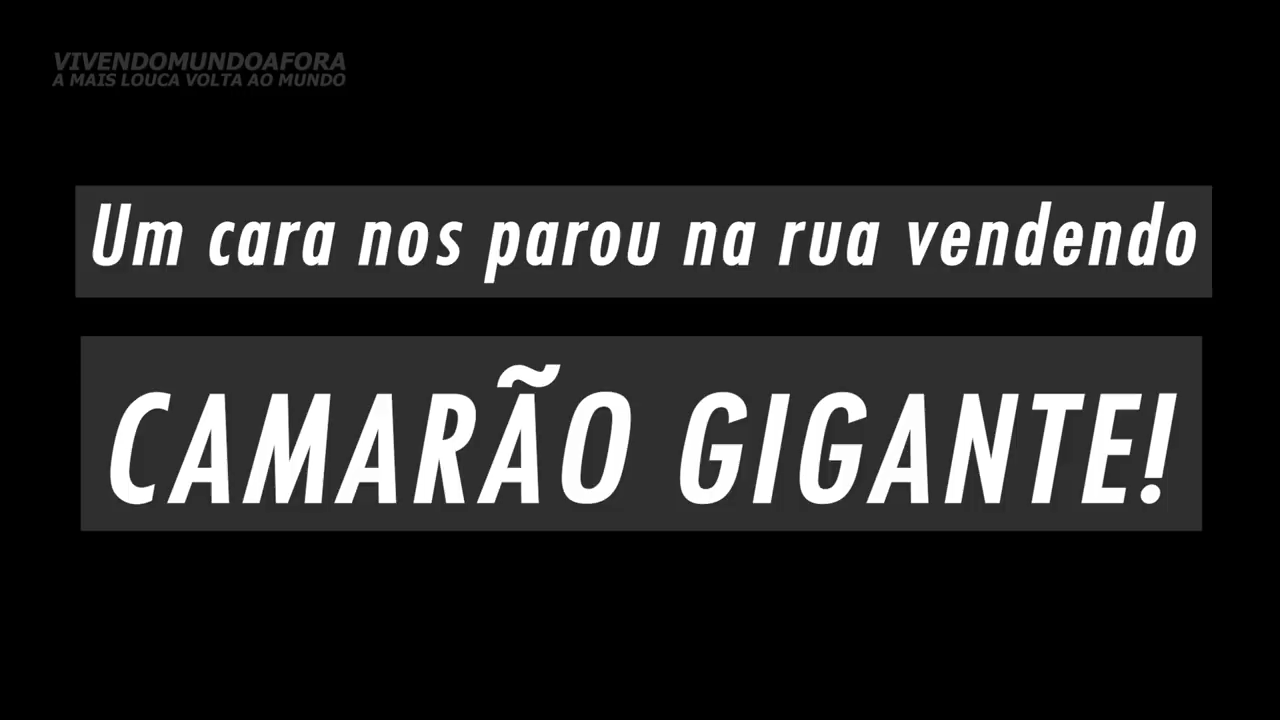 VIVENDOMUNDOAFORA
A MAIS LOUCA VOLTA AO MUNDO
Um cara nos parou na rua vendendo
CAMARÃO GIGANTE!